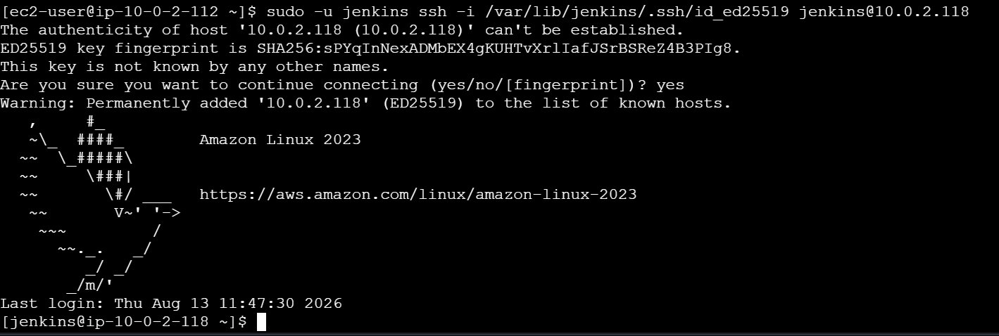 [ec2-user@ip-10-0-2-112 ~]$ sudo -u jenkins ssh -i /var/lib/jenkins/.ssh/id_ed25519 jenkins@10.0.2.118
The authenticity of host '10.0.2.118 (10.0.2.118)' can't be established.
ED25519 key fingerprint is SHA256:sPYqInNexADMbEX4gKUHTvXrlIafJSrBSReZ4B3PIg8.
This key is not known by any other names.
Are you sure you want to continue connecting (yes/no/[fingerprint])? yes
Warning: Permanently added '10.0.2.118' (ED25519) to the list of known hosts.
   ,     #_
   ~\_  ####_        Amazon Linux 2023
  ~~  \_#####\
  ~~     \###|
  ~~       \#/ ___   https://aws.amazon.com/linux/amazon-linux-2023
   ~~       V~' '->
    ~~~         /
      ~~._.   _/
         _/ _/
       _/m/'
Last login: Thu Aug 13 11:47:30 2026
[jenkins@ip-10-0-2-118 ~]$